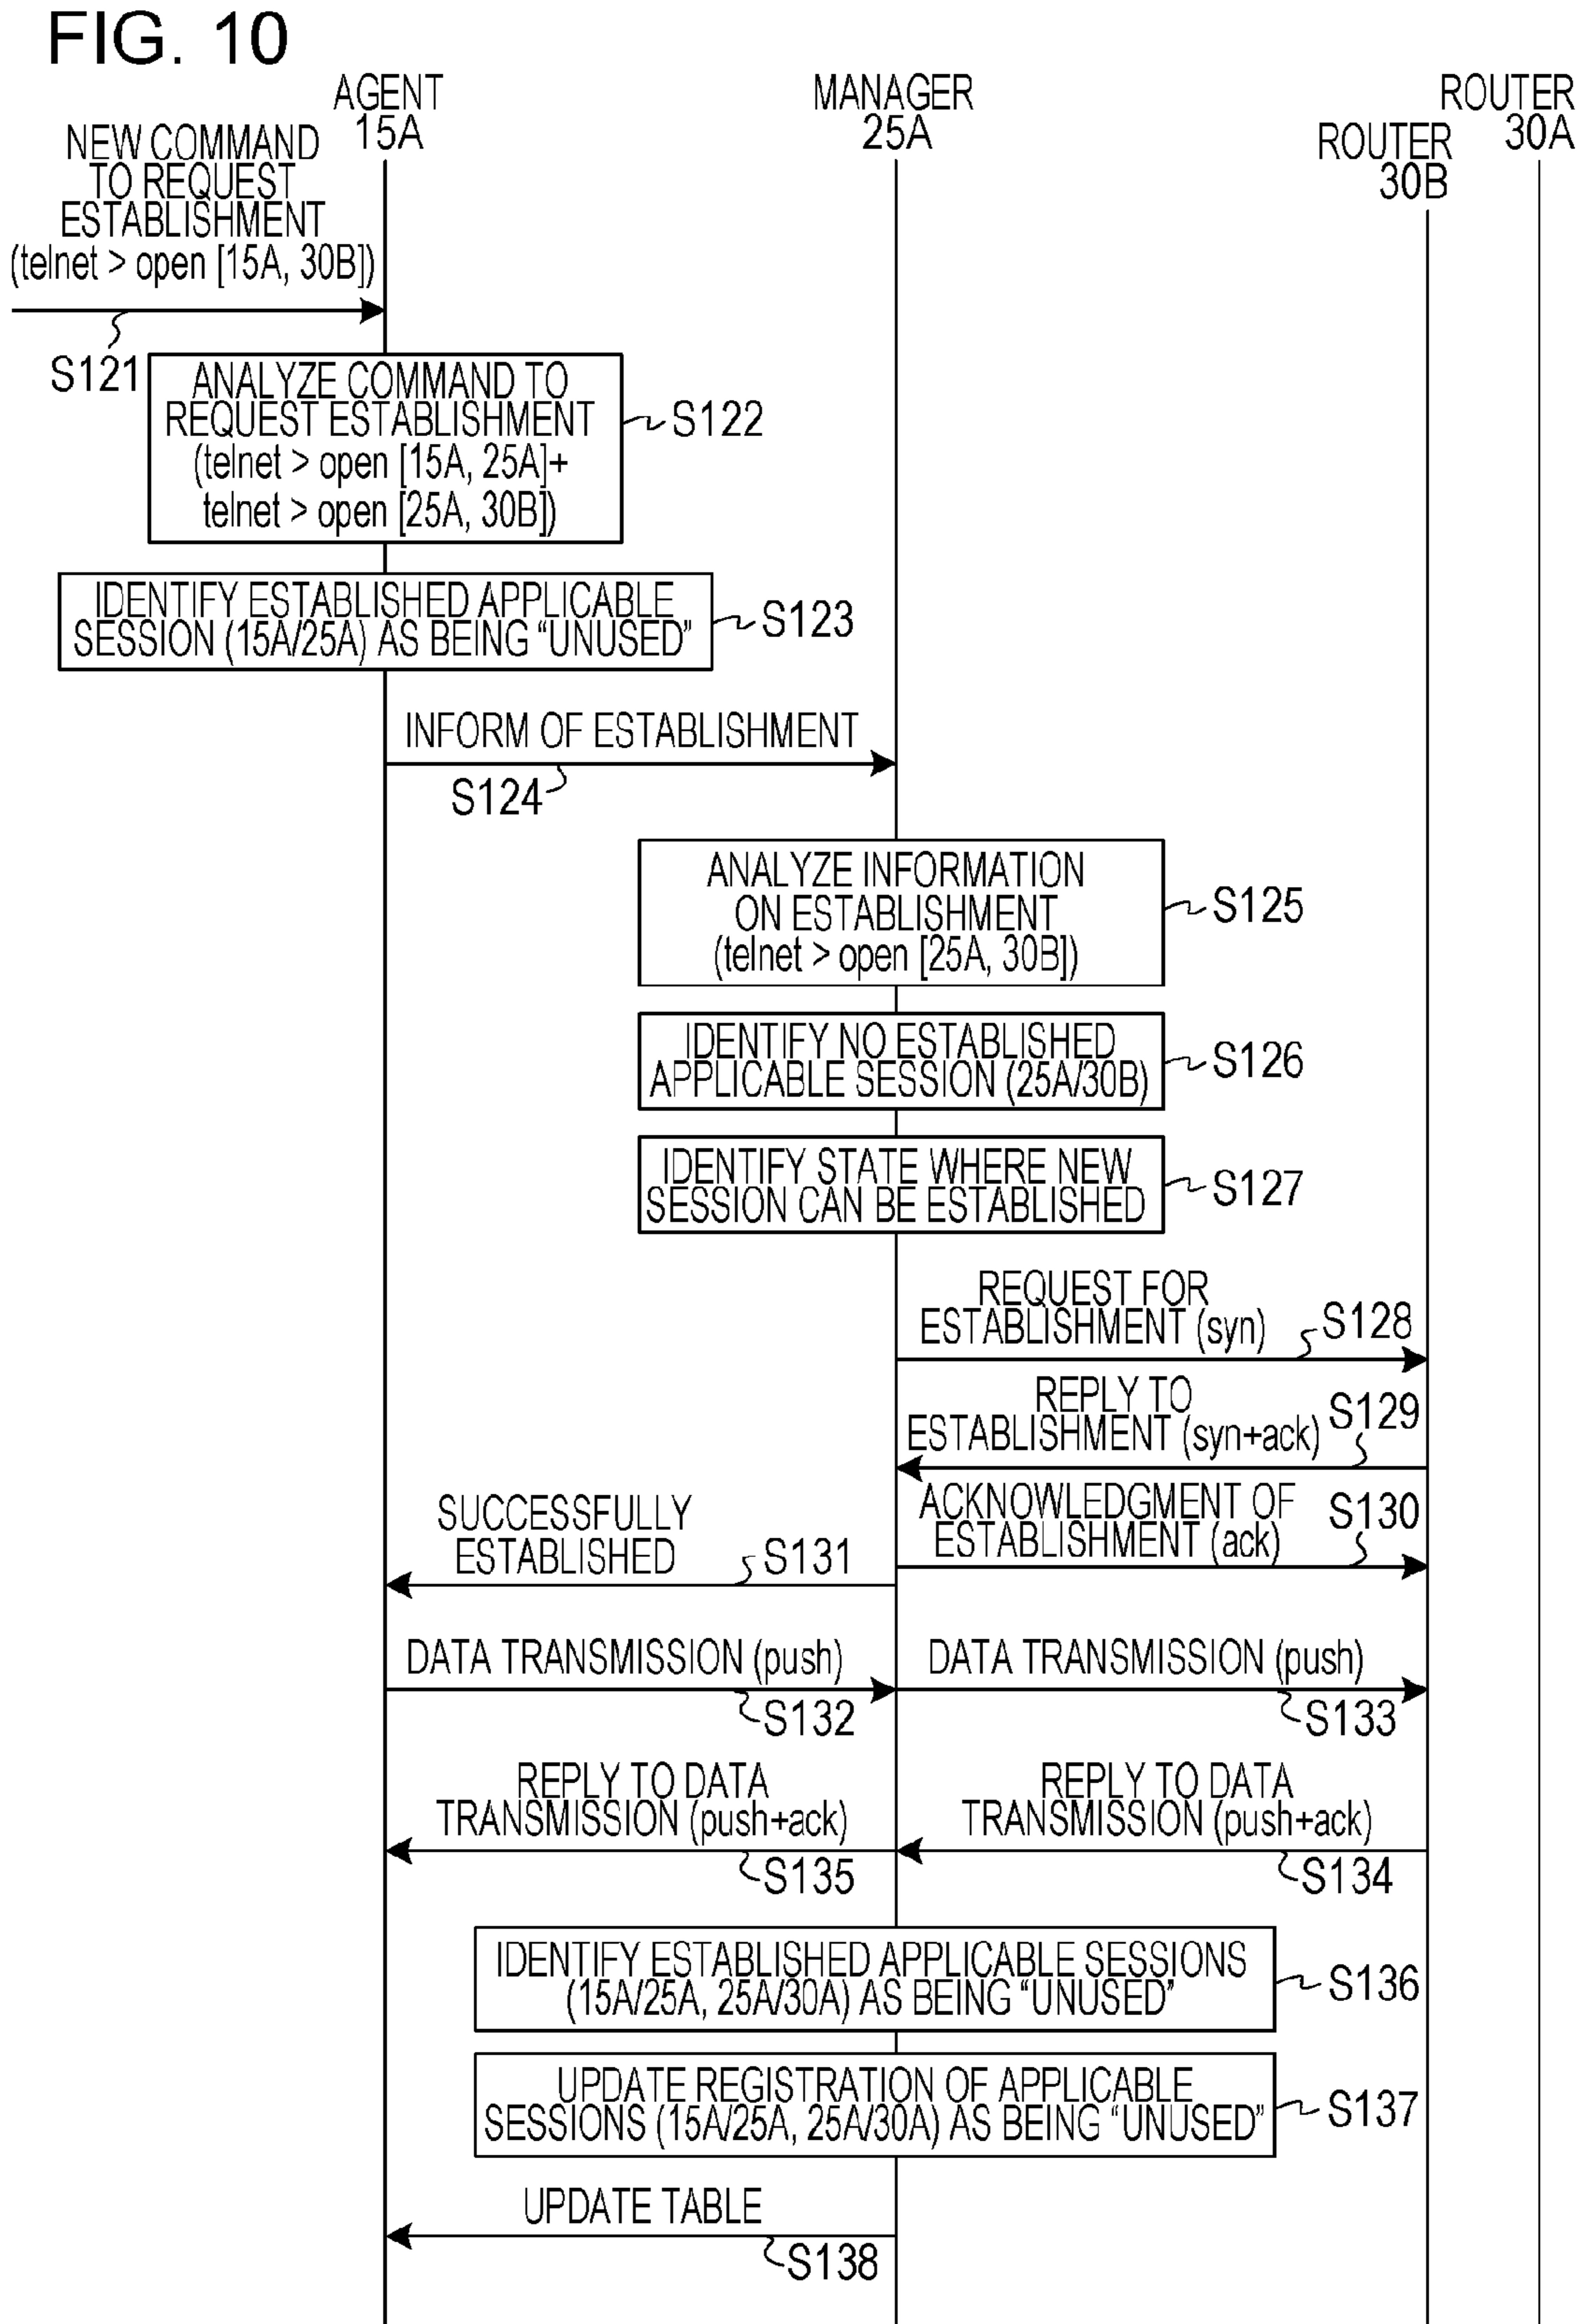 FIG. 10
AGENT
15A
MANAGER
25A
ROUTER
30A
ROUTER
30B
NEW COMMAND
TO REQUEST
ESTABLISHMENT
(telnet > open [15A, 30B])
S121
ANALYZE COMMAND TO
REQUEST ESTABLISHMENT
(telnet > open [15A, 25A]+
telnet > open [25A, 30B])
S122
IDENTIFY ESTABLISHED APPLICABLE
SESSION (15A/25A) AS BEING “UNUSED”
S123
INFORM OF ESTABLISHMENT
S124
ANALYZE INFORMATION
ON ESTABLISHMENT
(telnet > open [25A, 30B])
S125
IDENTIFY NO ESTABLISHED
APPLICABLE SESSION (25A/30B)
S126
IDENTIFY STATE WHERE NEW
SESSION CAN BE ESTABLISHED
S127
REQUEST FOR
ESTABLISHMENT (syn)
S128
REPLY TO
ESTABLISHMENT (syn+ack)
S129
ACKNOWLEDGMENT OF
ESTABLISHMENT (ack)
S130
SUCCESSFULLY
ESTABLISHED
S131
DATA TRANSMISSION (push)
S132
DATA TRANSMISSION (push)
S133
REPLY TO DATA
TRANSMISSION (push+ack)
S135
REPLY TO DATA
TRANSMISSION (push+ack)
S134
IDENTIFY ESTABLISHED APPLICABLE SESSIONS
(15A/25A, 25A/30A) AS BEING “UNUSED”
S136
UPDATE REGISTRATION OF APPLICABLE
SESSIONS (15A/25A, 25A/30A) AS BEING “UNUSED”
S137
UPDATE TABLE
S138